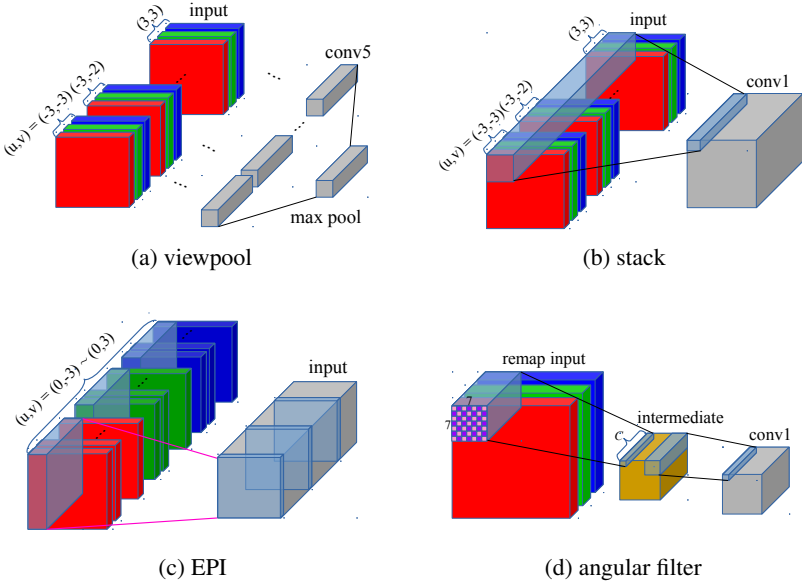 input
(3,3)
(u,v) = (-3,-3) (-3,-2)
conv5
max pool
(a) viewpool
input
(3,3)
(u,v) = (-3,-3) (-3,-2)
conv1
(b) stack
(u,v) = (0,-3) ~ (0,3)
input
(c) EPI
remap input
7
7
intermediate
c
conv1
(d) angular filter